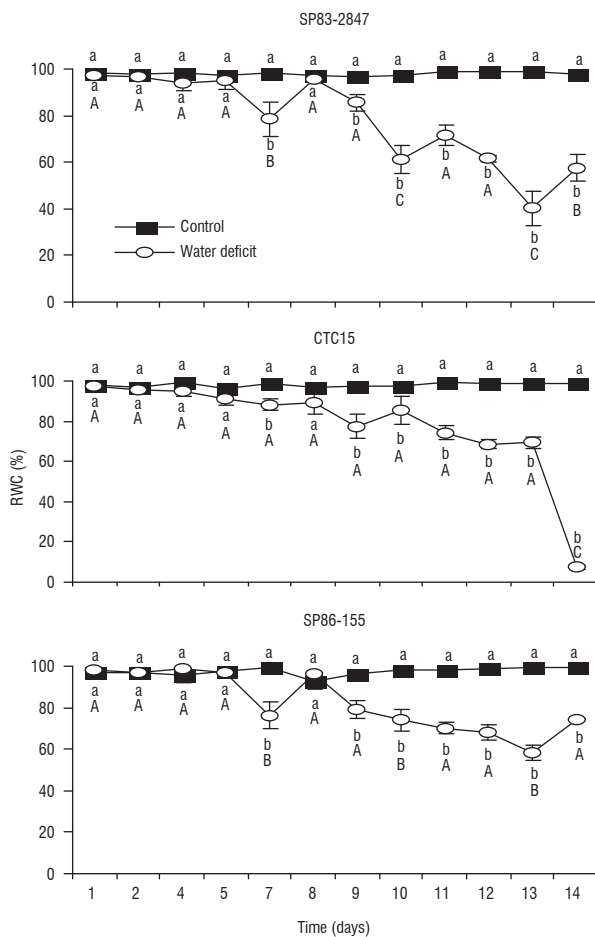 SP83-2847
a a a a a a a a a a a a
100
a a a a a
A A A A A
80
b b
B A
60
b b
A A
b b
C B
40
b
C
Control
Water deficit
20
0
CTC15
a a a a a a a a a a a a
100
a a a a b a
A A A A A A
80
b b b
A A A
60
b b
A A
40
20
b
C
0
RWC (%)
SP86-155
a a a a a a a a a a a a
100
a a a a a
A A A A A
80
b b b b b b b b
B A B A A B A
60
40
20
0
1 2 4 5 7 8 9 10 11 12 13 14
Time (days)